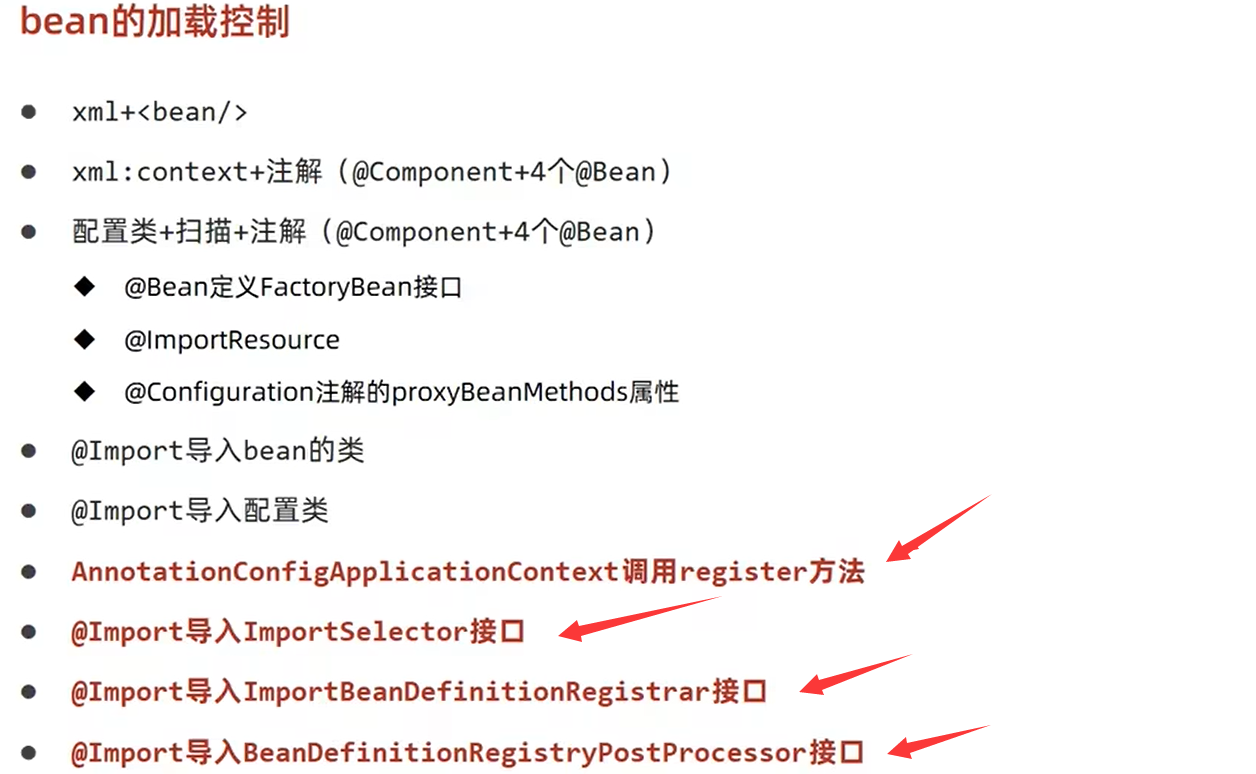 bean的加载控制
xml+<bean/>
xml:context+注解（@Component+4个@Bean）
配置类+扫描+注解（@Component+4个@Bean）
@Bean定义FactoryBean接口
@ImportResource
@Configuration注解的proxyBeanMethods属性
@Import导入bean的类
@Import导入配置类
AnnotationConfigApplicationContext调用register方法
@Import导入ImportSelector接口
@Import导入ImportBeanDefinitionRegistrar接口
@Import导入BeanDefinitionRegistryPostProcessor接口